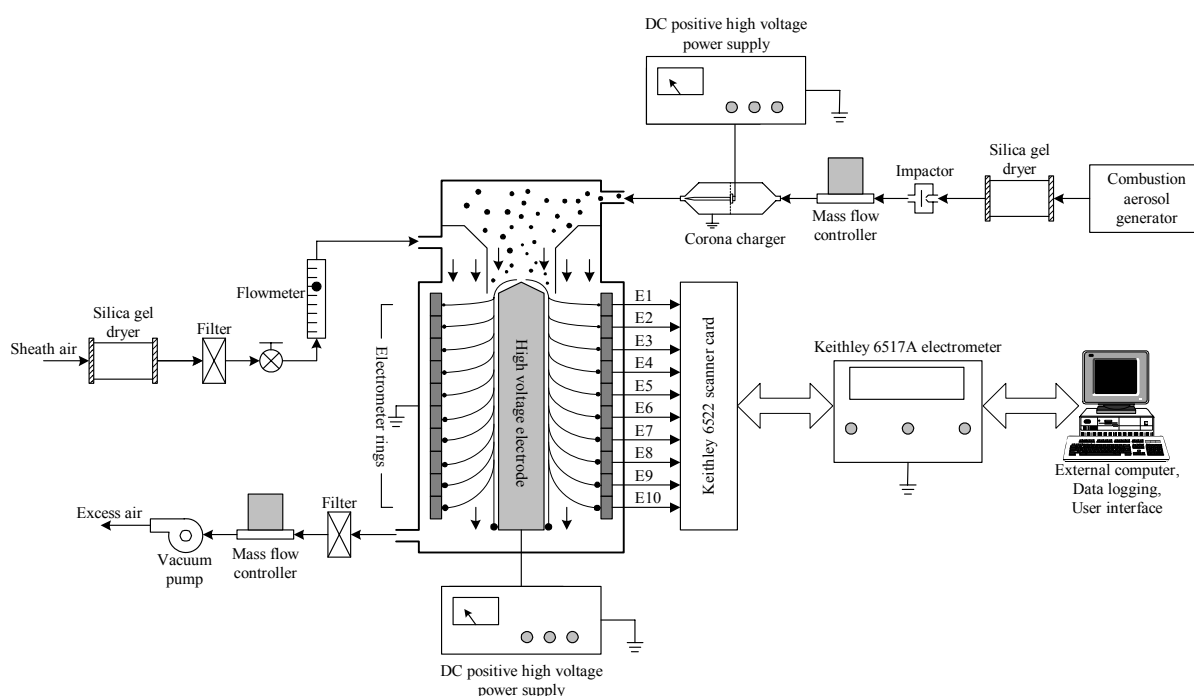 DC positive high voltage
power supply
Silica gel
dryer
Impactor
Combustion
aerosol
generator
Mass flow
controller
Corona charger
Flowmeter
Silica gel
dryer
Filter
Sheath air
Electrometer rings
High voltage electrode
E1
E2
E3
E4
E5
E6
E7
E8
E9
E10
Keithley 6522 scanner card
Keithley 6517A electrometer
External computer,
Data logging,
User interface
Excess air
Filter
Vacuum
pump
Mass flow
controller
DC positive high voltage
power supply